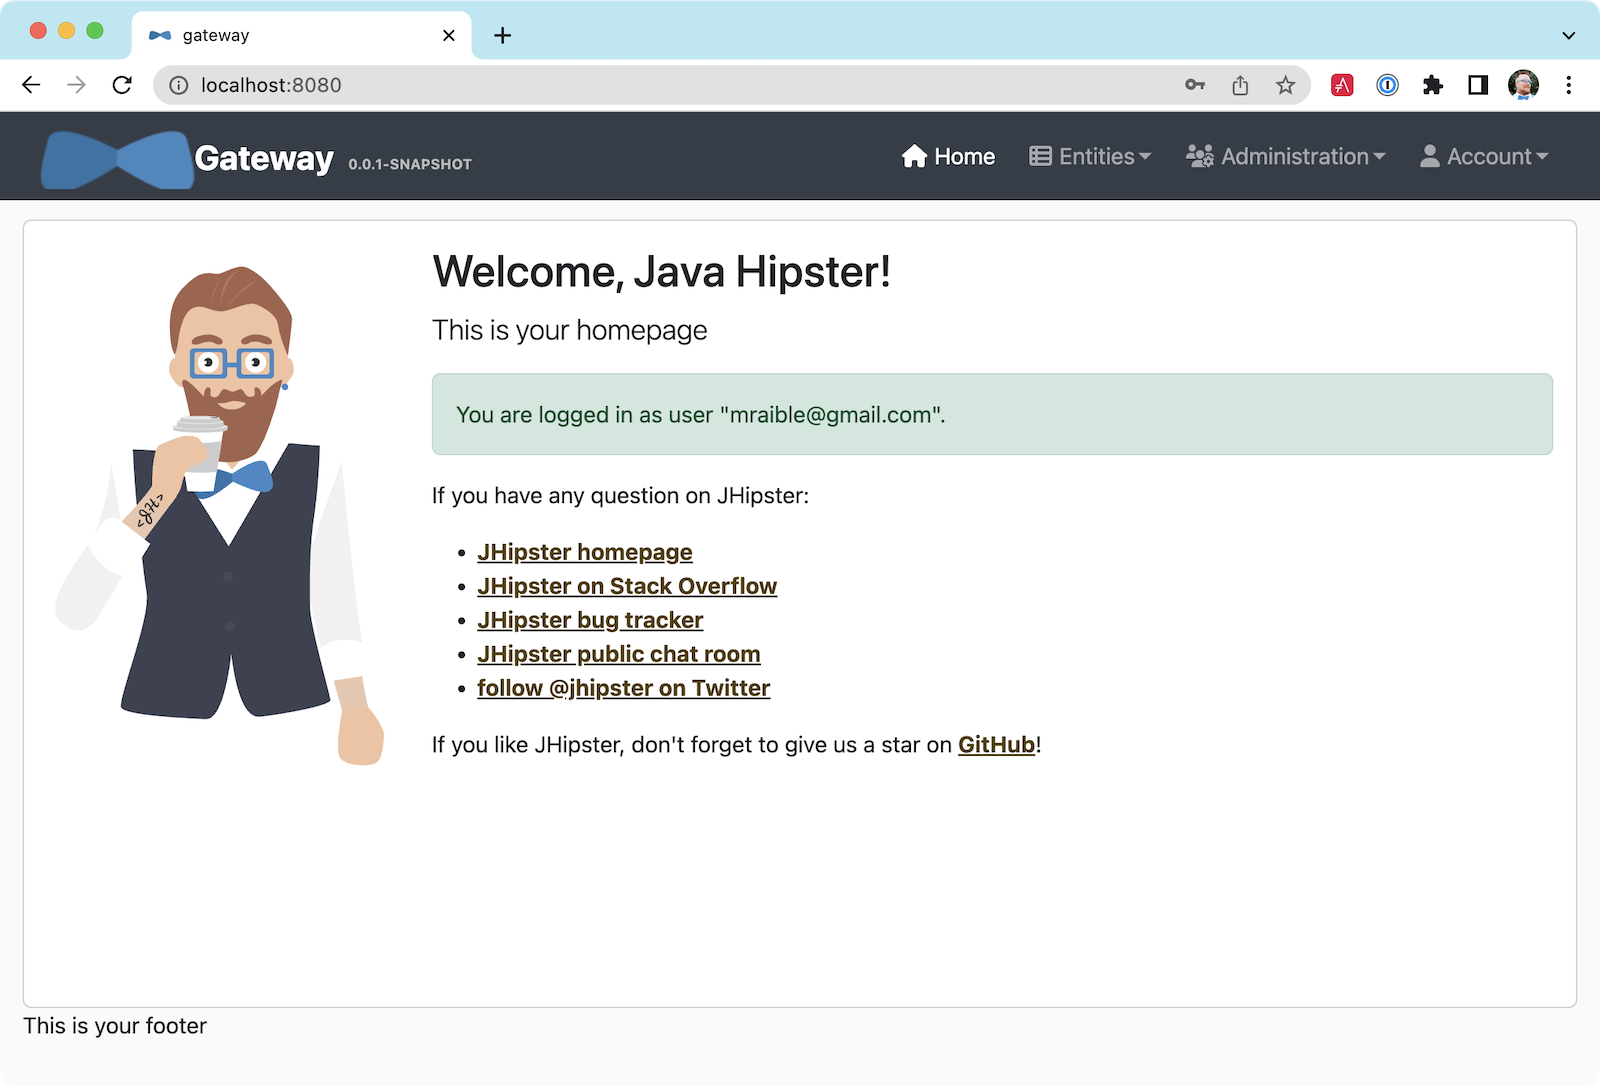 gateway
localhost:8080
Gateway 0.0.1-SNAPSHOT
Home Entities Administration Account
Welcome, Java Hipster!
This is your homepage
You are logged in as user "mraible@gmail.com".
If you have any question on JHipster:
JHipster homepage
JHipster on Stack Overflow
JHipster bug tracker
JHipster public chat room
follow @jhipster on Twitter
If you like JHipster, don't forget to give us a star on GitHub!
<JH>
This is your footer